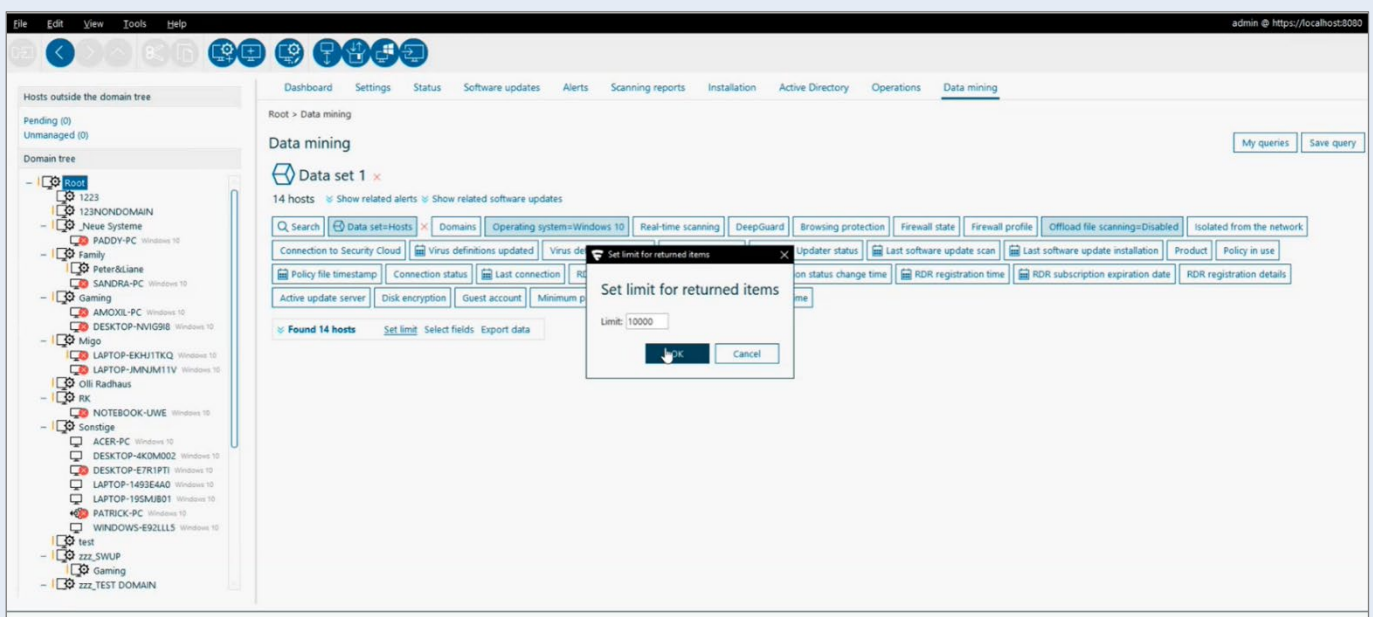 File Edit View Tools Help admin @ https://localhost:8080
Dashboard Settings Status Software updates Alerts Scanning reports Installation Active Directory Operations Data mining
Hosts outside the domain tree
Pending (0)
Unmanaged (0)
Domain tree
Root
1223
123NONDOMAIN
_Neue Systeme
PADDY-PC Windows 10
Family
Peter&Liane
SANDRA-PC Windows 10
Gaming
AMOXIL-PC Windows 10
DESKTOP-NVIG9I8 Windows 10
Migo
LAPTOP-EKHJ1TKQ Windows 10
LAPTOP-JMNJM11V Windows 10
Olli Radhaus
RK
NOTEBOOK-UWE Windows 10
Sonstige
ACER-PC Windows 10
DESKTOP-4K0M002 Windows 10
DESKTOP-E7R1PTI Windows 10
LAPTOP-1493E4A0 Windows 10
LAPTOP-19SMJB01 Windows 10
PATRICK-PC Windows 10
WINDOWS-E92LLL5 Windows 10
test
zzz_SWUP
Gaming
zzz_TEST DOMAIN
Root > Data mining
Data mining My queries Save query
Data set 1
14 hosts Show related alerts Show related software updates
Search Data set=Hosts Domains Operating system=Windows 10 Real-time scanning DeepGuard Browsing protection Firewall state Firewall profile Offload file scanning=Disabled Isolated from the network
Connection to Security Cloud Virus definitions updated Virus Updater status Last software update scan Last software update installation Product Policy in use
Policy file timestamp Connection status Last connection status change time RDR registration time RDR subscription expiration date RDR registration details
Active update server Disk encryption Guest account Minimum
Found 14 hosts Set limit Select fields Export data
Set limit for returned items
Set limit for returned items
Limit: 10000
OK Cancel